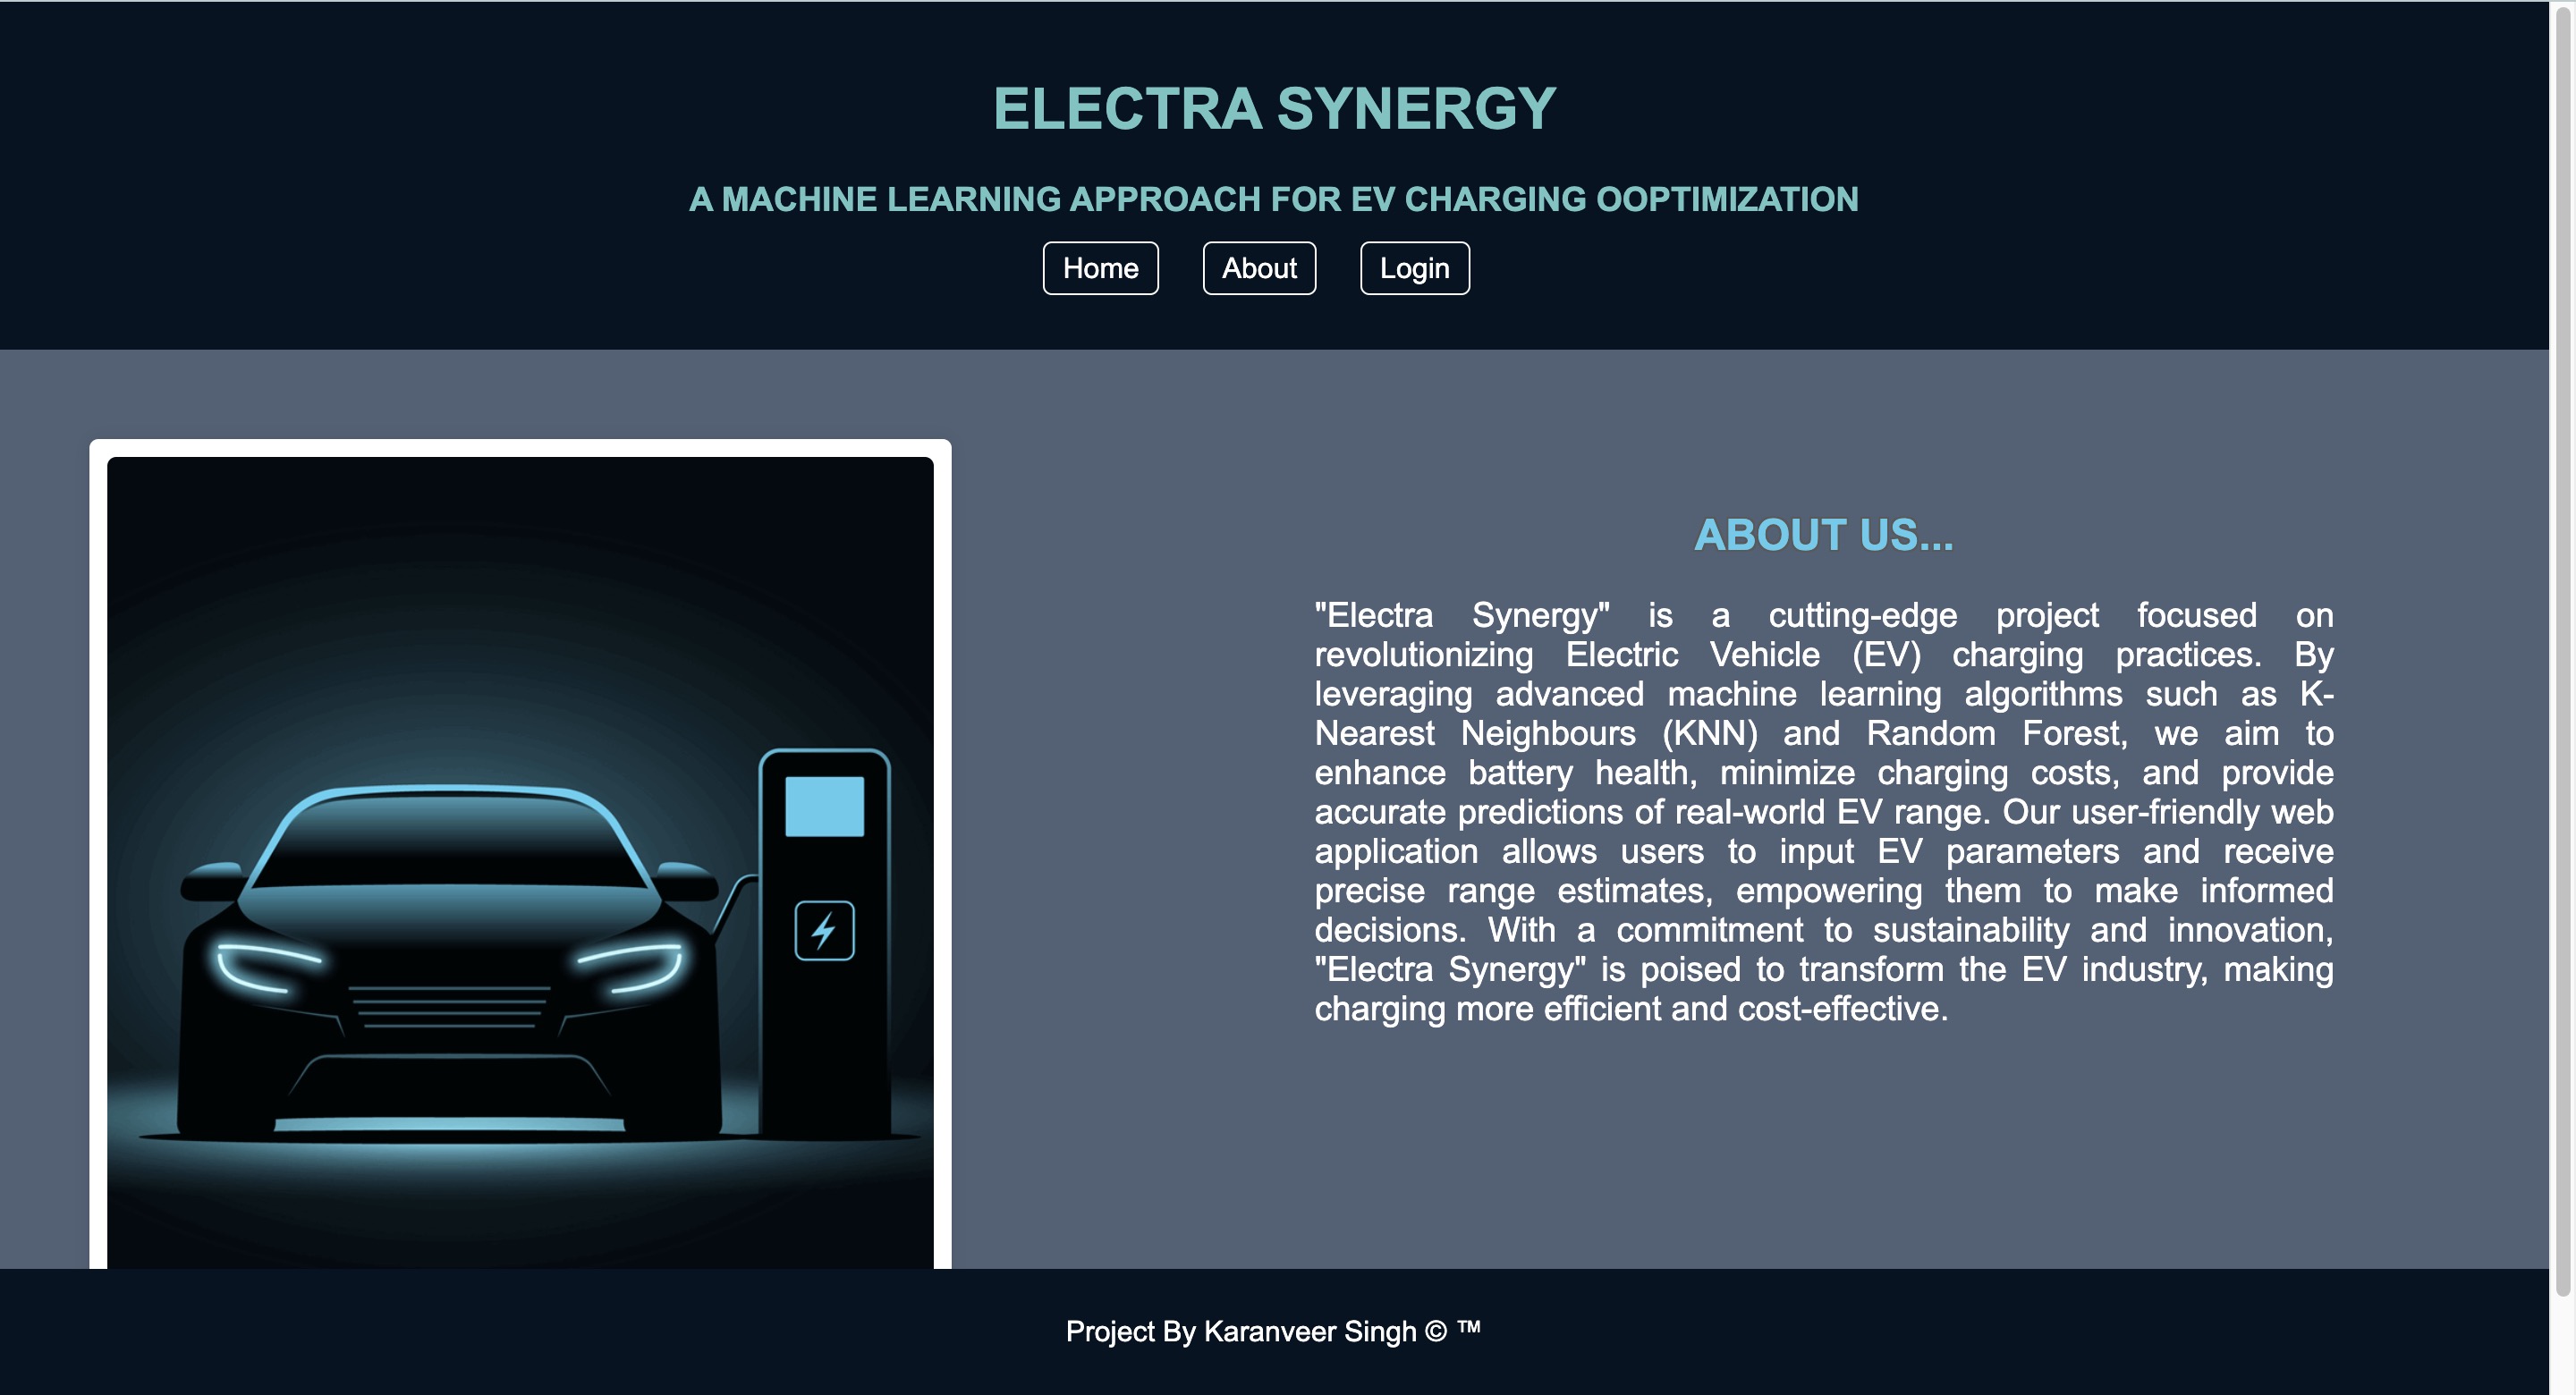 ELECTRA SYNERGY
A MACHINE LEARNING APPROACH FOR EV CHARGING OOPTIMIZATION
Home About Login
ABOUT US...
"Electra Synergy" is a cutting-edge project focused on
revolutionizing Electric Vehicle (EV) charging practices. By
leveraging advanced machine learning algorithms such as K-
Nearest Neighbours (KNN) and Random Forest, we aim to
enhance battery health, minimize charging costs, and provide
accurate predictions of real-world EV range. Our user-friendly web
application allows users to input EV parameters and receive
precise range estimates, empowering them to make informed
decisions. With a commitment to sustainability and innovation,
"Electra Synergy" is poised to transform the EV industry, making
charging more efficient and cost-effective.
Project By Karanveer Singh © ™